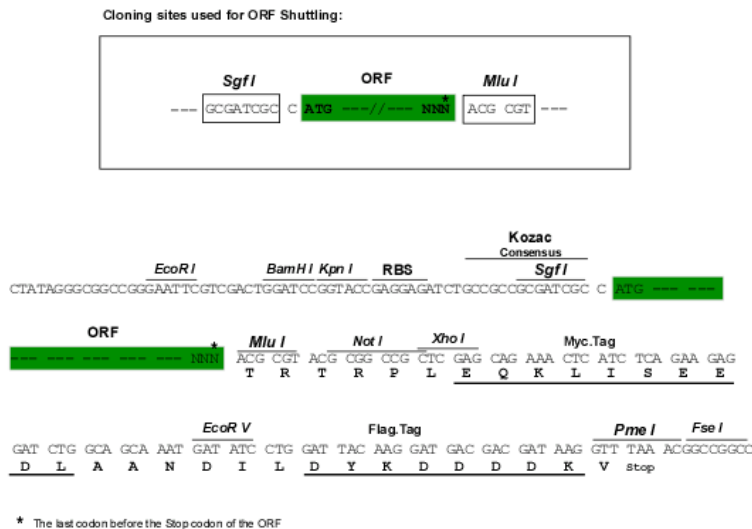 Cloning sites used for ORF Shuttling:
Sgf I ORF Mlu I
--- GCGATCGC C ATG ---//--- NNN* ACG CGT ---
Kozac
Consensus
EcoR I BamH I Kpn I RBS Sgf I
CTATAGGGCGGCCGGGAATTCGTCGACTGGATCCGGTACCGAGGAGATCTGCCGCCGCGATCGC C ATG --- ---
ORF Mlu I Not I Xho I Myc.Tag
--- --- --- --- --- --- NNN* ACG CGT ACG CGG CCG CTC GAG CAG AAA CTC ATC TCA GAA GAG
T R T R P L E Q K L I S E E
EcoR V Flag.Tag Pme I Fse I
GAT CTG GCA GCA AAT GAT ATC CTG GAT TAC AAG GAT GAC GAC GAT AAG GTT TAA ACGGCCGGCC
D L A A N D I L D Y K D D D D K V Stop
* The last codon before the Stop codon of the ORF